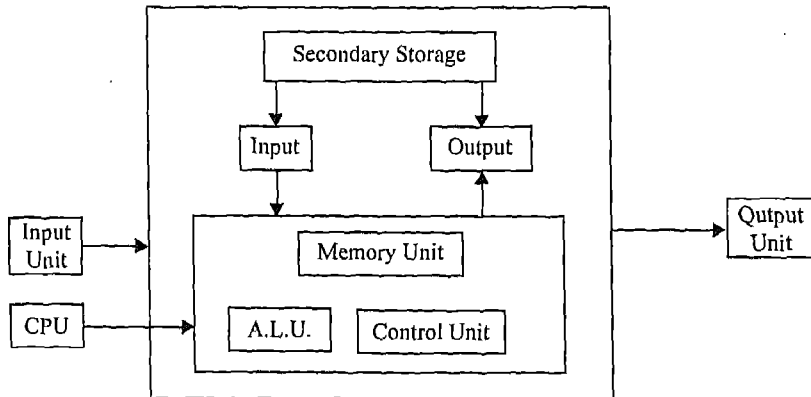 Secondary Storage
Input
Output
Input
Unit
Memory Unit
Qutput
Unit
CPU
A.L.U.
Control Unit